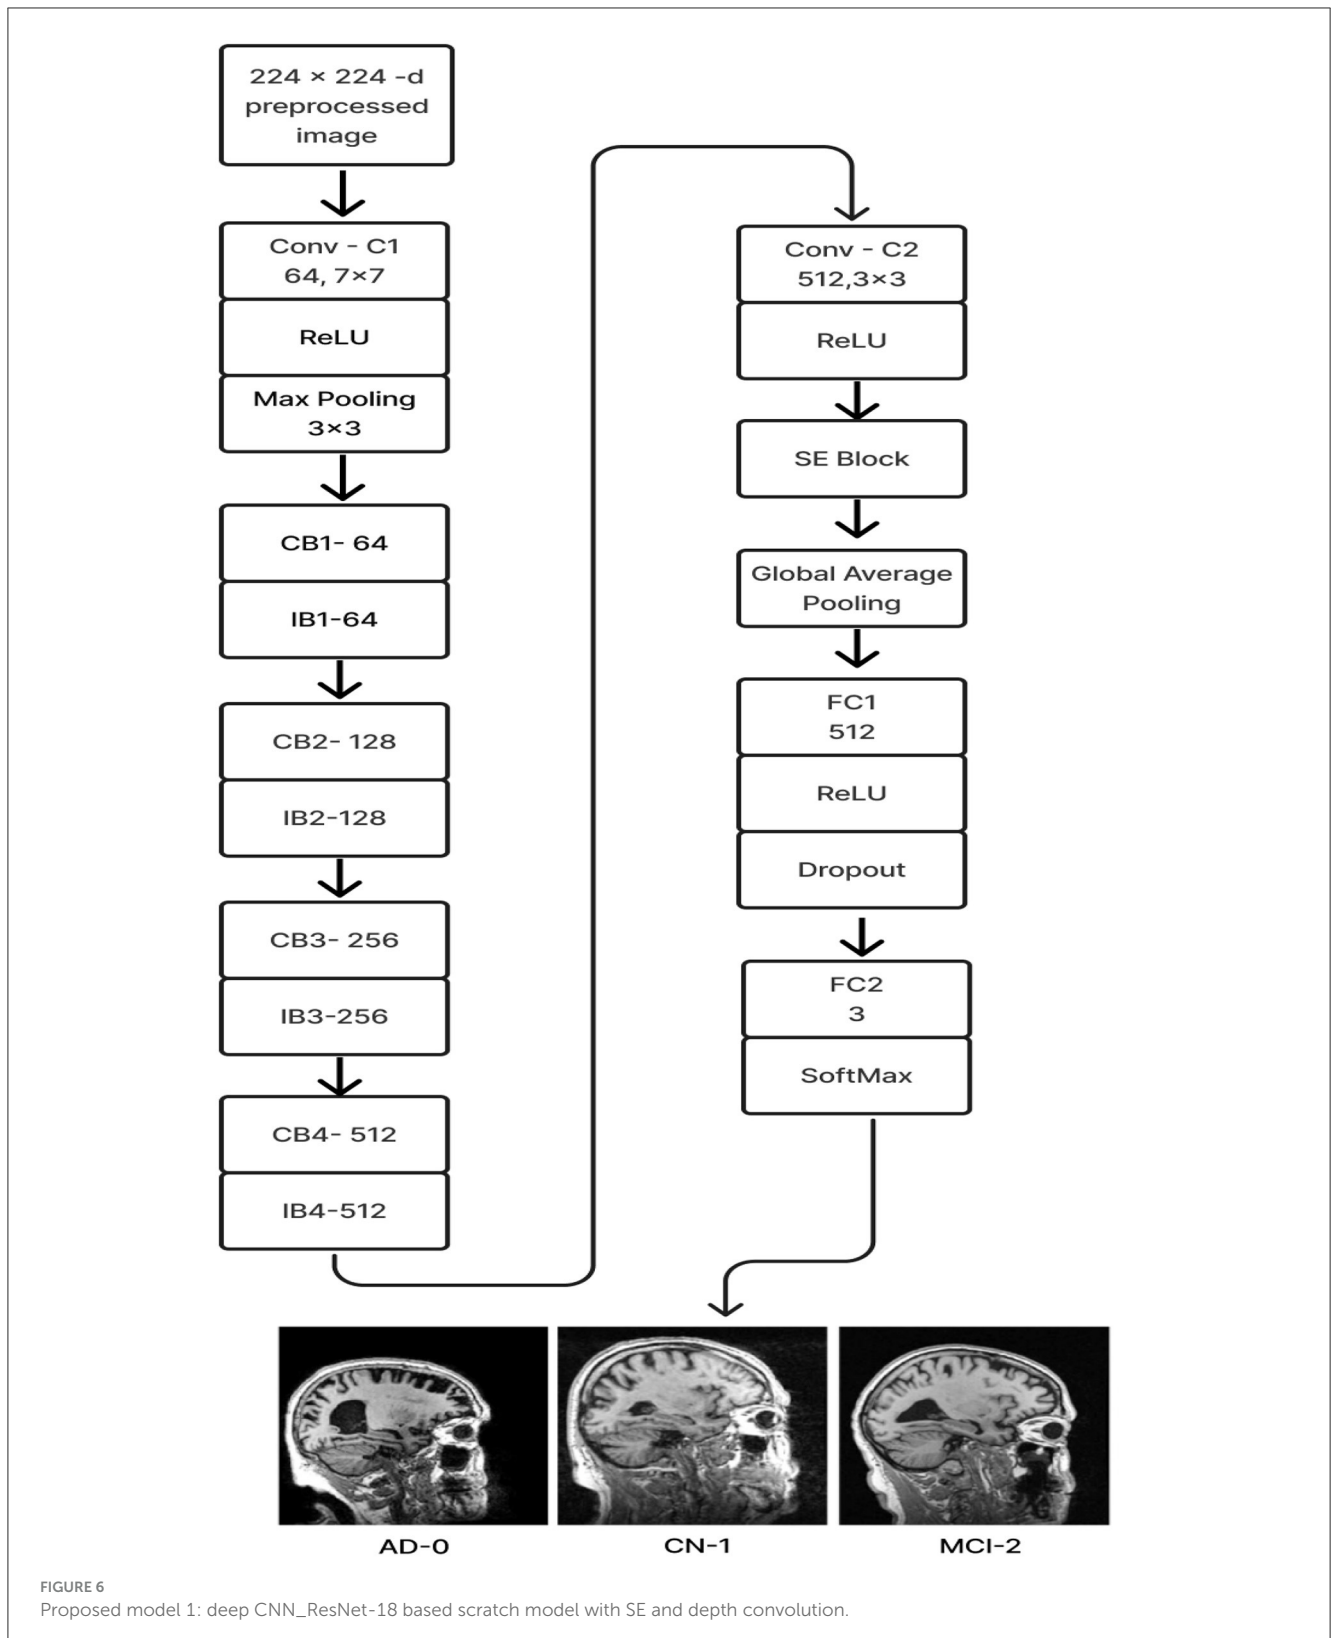 224 × 224 -d
preprocessed
image
Conv - C1
64, 7×7
ReLU
Max Pooling
3×3
CB1- 64
IB1-64
CB2- 128
IB2-128
CB3- 256
IB3-256
CB4- 512
IB4-512
Conv - C2
512,3×3
ReLU
SE Block
Global Average
Pooling
FC1
512
ReLU
Dropout
FC2
3
SoftMax
AD-0
CN-1
MCI-2
FIGURE 6
Proposed model 1: deep CNN_ResNet-18 based scratch model with SE and depth convolution.